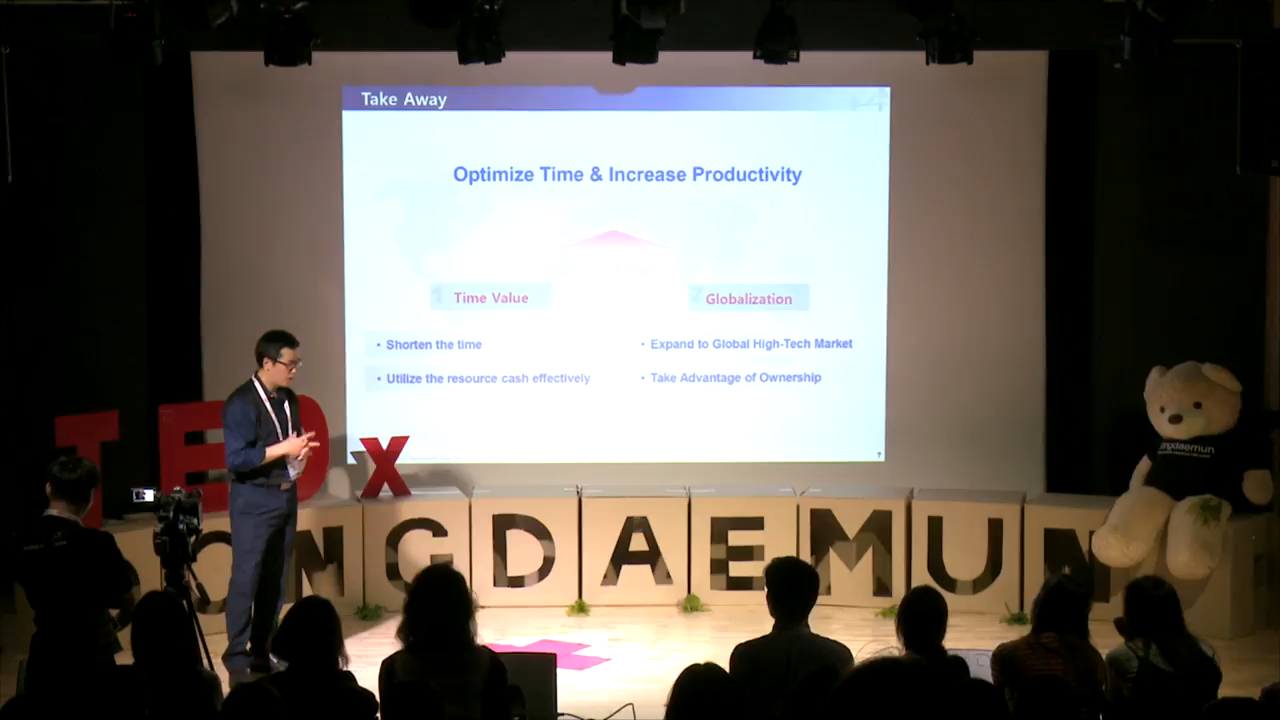 Take Away
Optimize Time & Increase Productivity
Time Value
Globalization
• Shorten the time
• Expand to Global High-Tech Market
• Utilize the resource cash effectively
• Take Advantage of Ownership
TEDx
ONGDAEMUN
ngdaemun